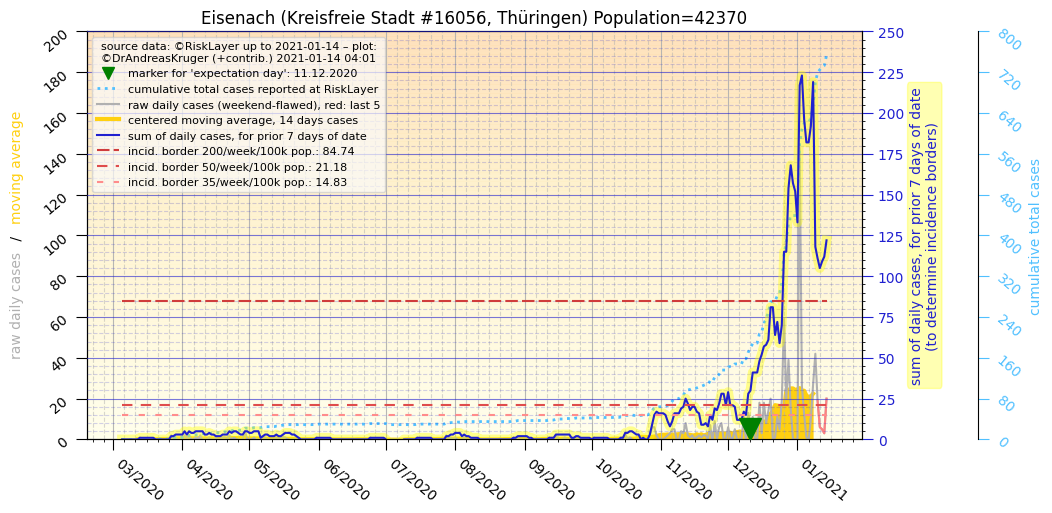 Eisenach (Kreisfreie Stadt #16056, Thüringen) Population=42370
source data: ©RiskLayer up to 2021-01-14 – plot:
©DrAndreasKruger (+contrib.) 2021-01-14 04:01
marker for 'expectation day': 11.12.2020
cumulative total cases reported at RiskLayer
raw daily cases (weekend-flawed), red: last 5
centered moving average, 14 days cases
sum of daily cases, for prior 7 days of date
incid. border 200/week/100k pop.: 84.74
incid. border 50/week/100k pop.: 21.18
incid. border 35/week/100k pop.: 14.83
raw daily cases / moving average
200
180
160
140
120
100
80
60
40
20
0
03/2020
04/2020
05/2020
06/2020
07/2020
08/2020
09/2020
10/2020
11/2020
12/2020
01/2021
250
225
200
175
150
125
100
75
50
25
0
sum of daily cases, for prior 7 days of date
(to determine incidence borders)
800
720
640
560
480
400
320
240
160
80
0
cumulative total cases